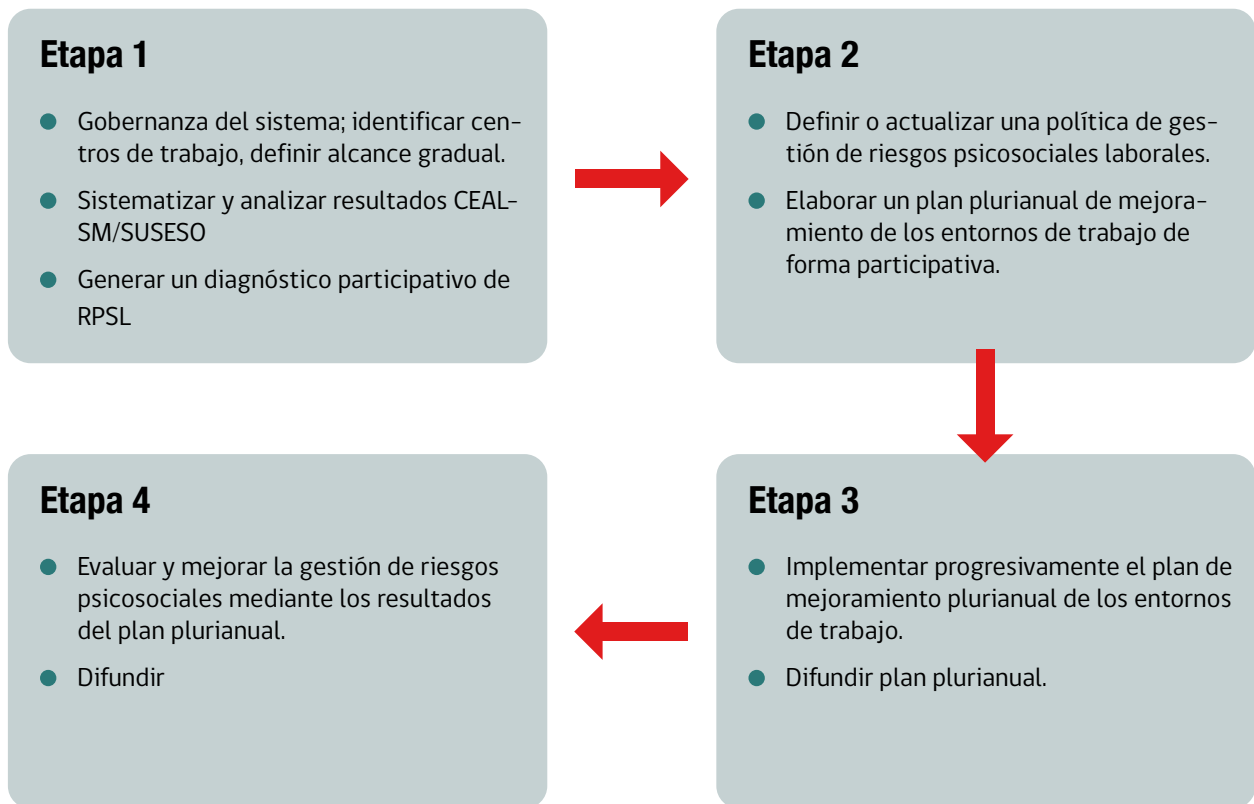 Etapa 1
● Gobernanza del sistema; identificar cen-
tros de trabajo, definir alcance gradual.
● Sistematizar y analizar resultados CEAL-
SM/SUSESO
● Generar un diagnóstico participativo de
RPSL
Etapa 2
● Definir o actualizar una política de ges-
tión de riesgos psicosociales laborales.
● Elaborar un plan plurianual de mejora-
miento de los entornos de trabajo de
forma participativa.
Etapa 3
● Implementar progresivamente el plan de
mejoramiento plurianual de los entornos
de trabajo.
● Difundir plan plurianual.
Etapa 4
● Evaluar y mejorar la gestión de riesgos
psicosociales mediante los resultados
del plan plurianual.
● Difundir